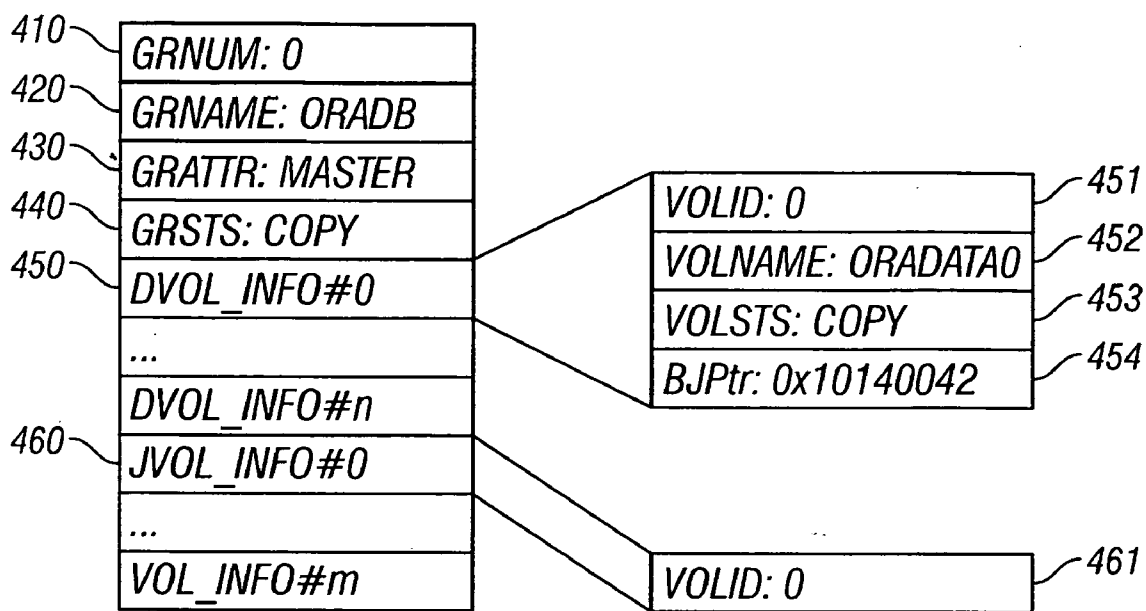 410
GRNUM: 0
420
GRNAME: ORADB
430
GRATTR: MASTER
440
GRSTS: COPY
450
DVOL_INFO#0
...
DVOL_INFO#n
460
JVOL_INFO#0
...
VOL_INFO#m
VOLID: 0
451
VOLNAME: ORADATA0
452
VOLSTS: COPY
453
BJPtr: 0x10140042
454
VOLID: 0
461